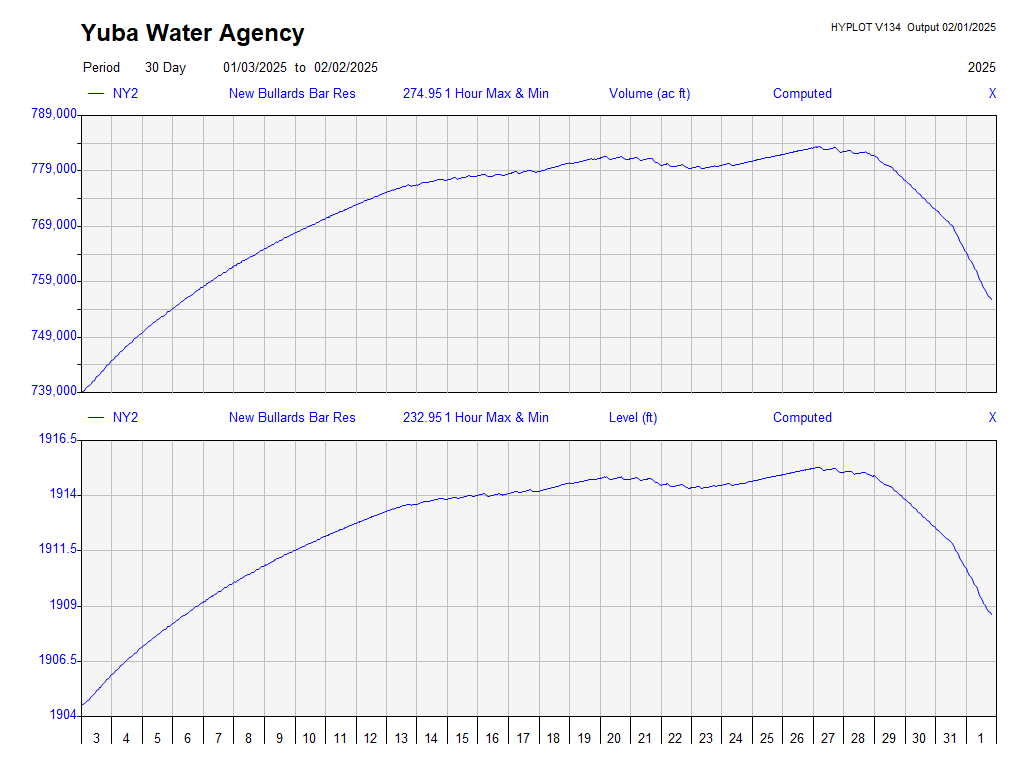 Yuba Water Agency
HYPLOT V134 Output 02/01/2025
Period 30 Day 01/03/2025 to 02/02/2025 2025
NY2 New Bullards Bar Res 274.95 1 Hour Max & Min Volume (ac ft) Computed X
789,000
779,000
769,000
759,000
749,000
739,000
NY2 New Bullards Bar Res 232.95 1 Hour Max & Min Level (ft) Computed X
1916.5
1914
1911.5
1909
1906.5
1904
3 4 5 6 7 8 9 10 11 12 13 14 15 16 17 18 19 20 21 22 23 24 25 26 27 28 29 30 31 1